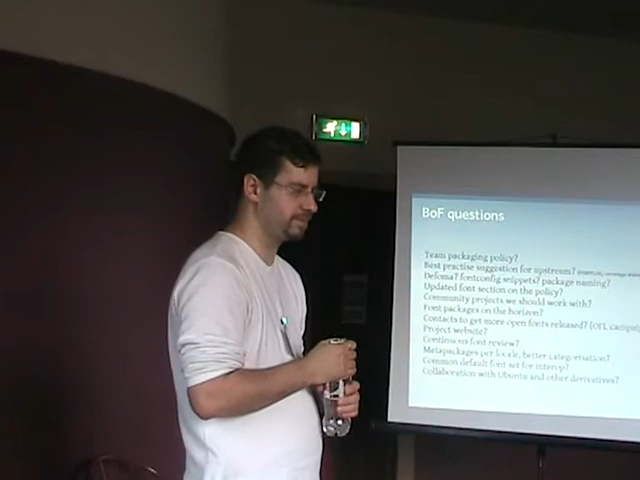 BoF questions
Team packaging policy?
Best practise suggestion for upstream?
Defoma? fontconfig snippets? package naming?
Updated font section on the policy?
Community projects we should work with?
Font packages on the horizon?
Contacts to get more open fonts released? (OFL campaig
Project website?
Continuous font review?
Metapackages per locale, better categorisation?
Common default font set for interop?
Collaboration with Ubuntu and other derivatives?